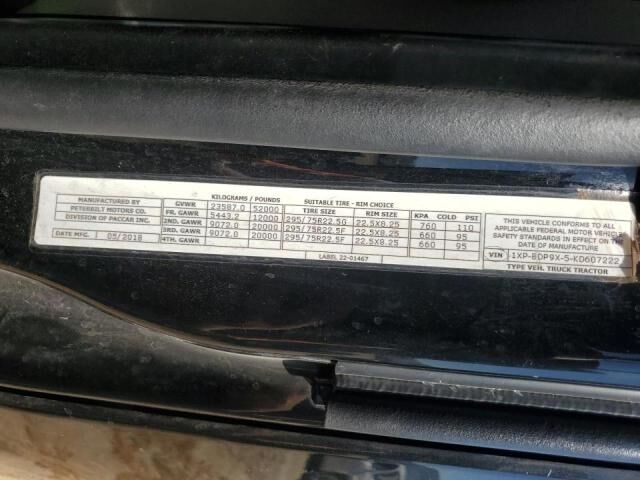 MANUFACTURED BY
PETERBILT MOTORS CO.
DIVISION OF PACCAR INC.
DATE MFG. 05/2018
KILOGRAMS / POUNDS
GVWR 23587.0 52000
FR. GAWR 5443.2 12000
2ND. GAWR 9072.0 20000
3RD. GAWR 9072.0 20000
4TH. GAWR
SUITABLE TIRE - RIM CHOICE
TIRE SIZE RIM SIZE KPA COLD PSI
295/75R22.5G 22.5X8.25 760 110
295/75R22.5F 22.5X8.25 660 95
295/75R22.5F 22.5X8.25 660 95
LABEL 22-01467
THIS VEHICLE CONFORMS TO ALL
APPLICABLE FEDERAL MOTOR VEHICLE
SAFETY STANDARDS IN EFFECT ON THE
DATE OF MANUFACTURE
VIN 1XP-BDP9X-5-KD607222
TYPE VEH. TRUCK TRACTOR